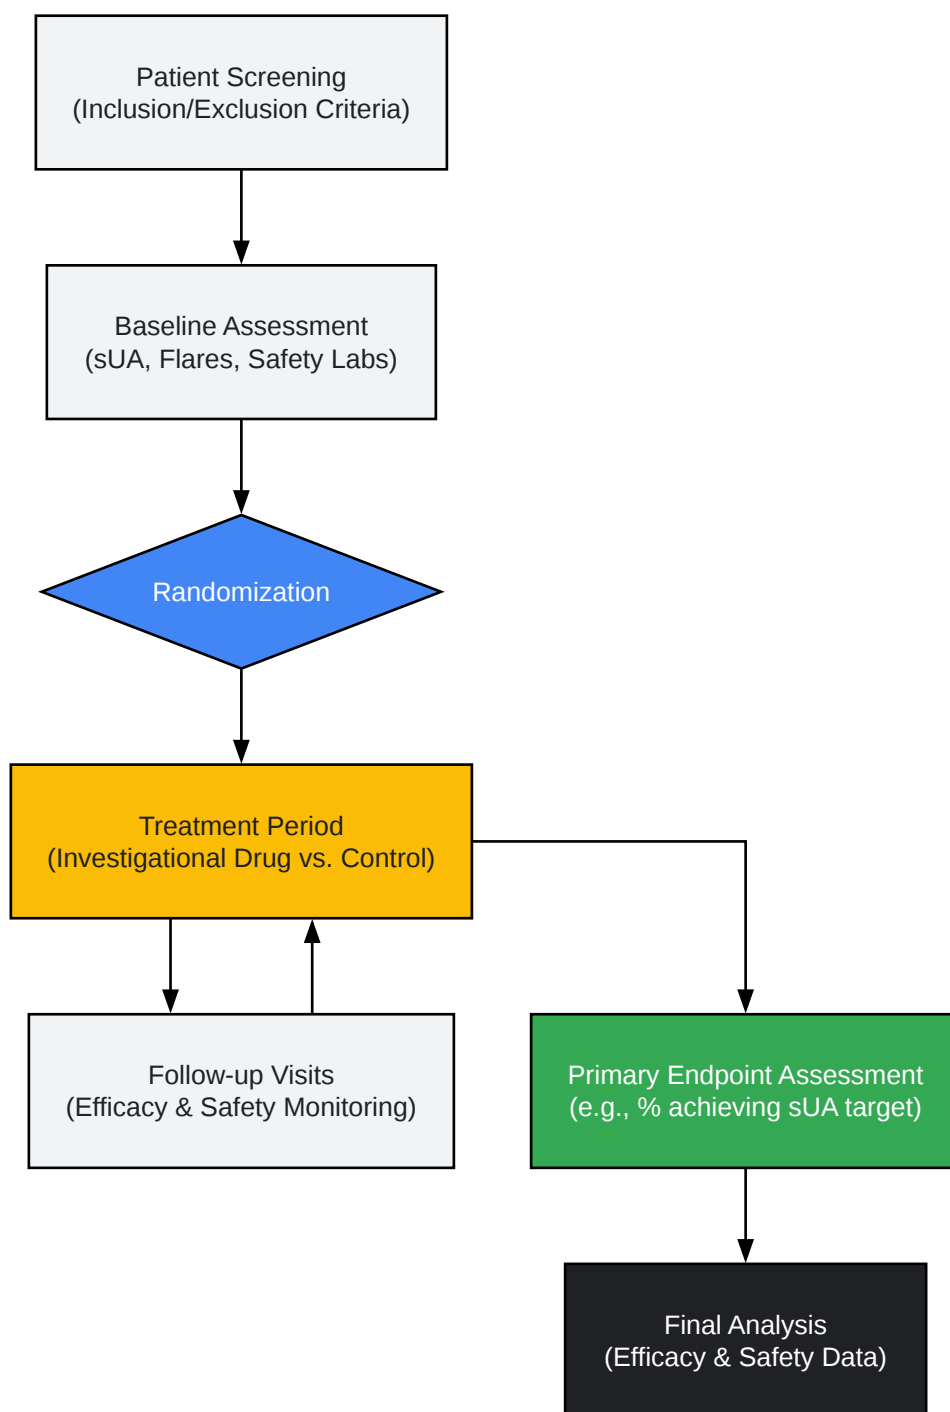 Patient Screening
(Inclusion/Exclusion Criteria)
Baseline Assessment
(sUA, Flares, Safety Labs)
Randomization
Treatment Period
(Investigational Drug vs. Control)
Follow-up Visits
(Efficacy & Safety Monitoring)
Primary Endpoint Assessment
(e.g., % achieving sUA target)
Final Analysis
(Efficacy & Safety Data)